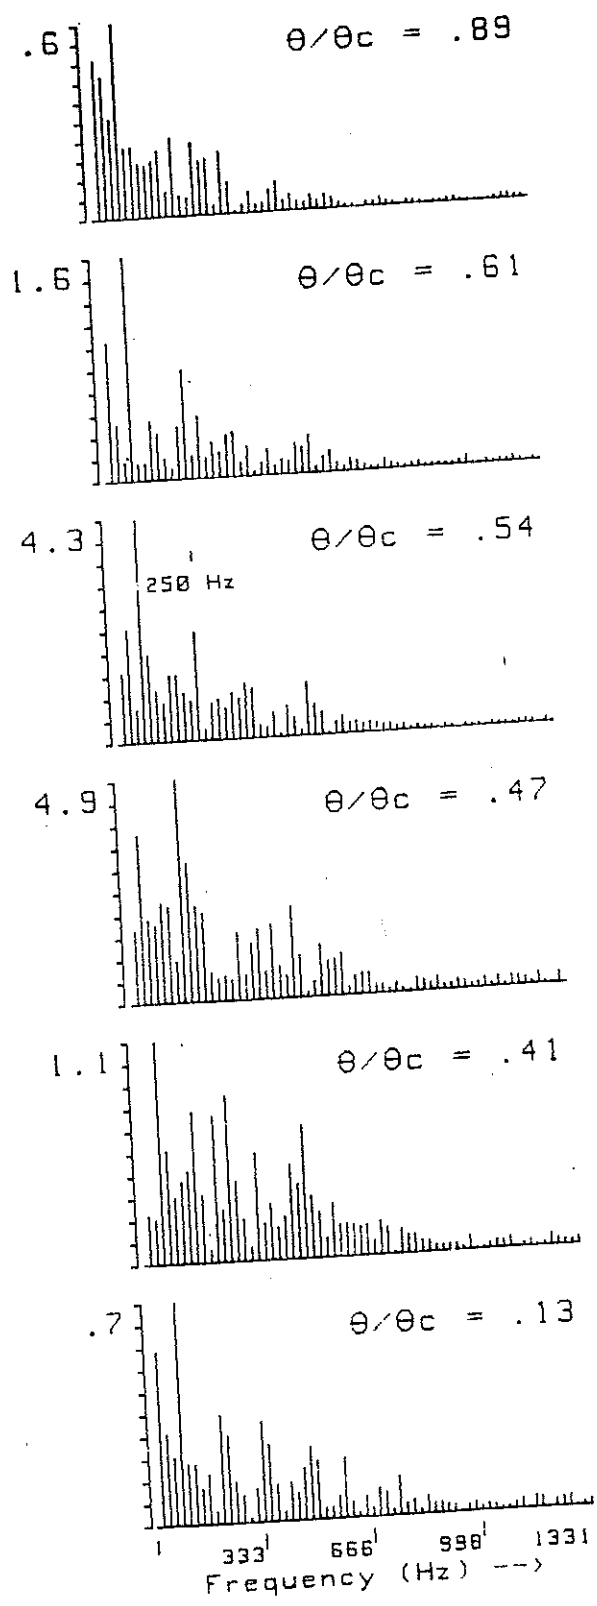 .6 θ/θc = .89
1.6 θ/θc = .61
4.3 θ/θc = .54
250 Hz
4.9 θ/θc = .47
1.1 θ/θc = .41
.7 θ/θc = .13
1 333 666 998 1331
Frequency (Hz) -->